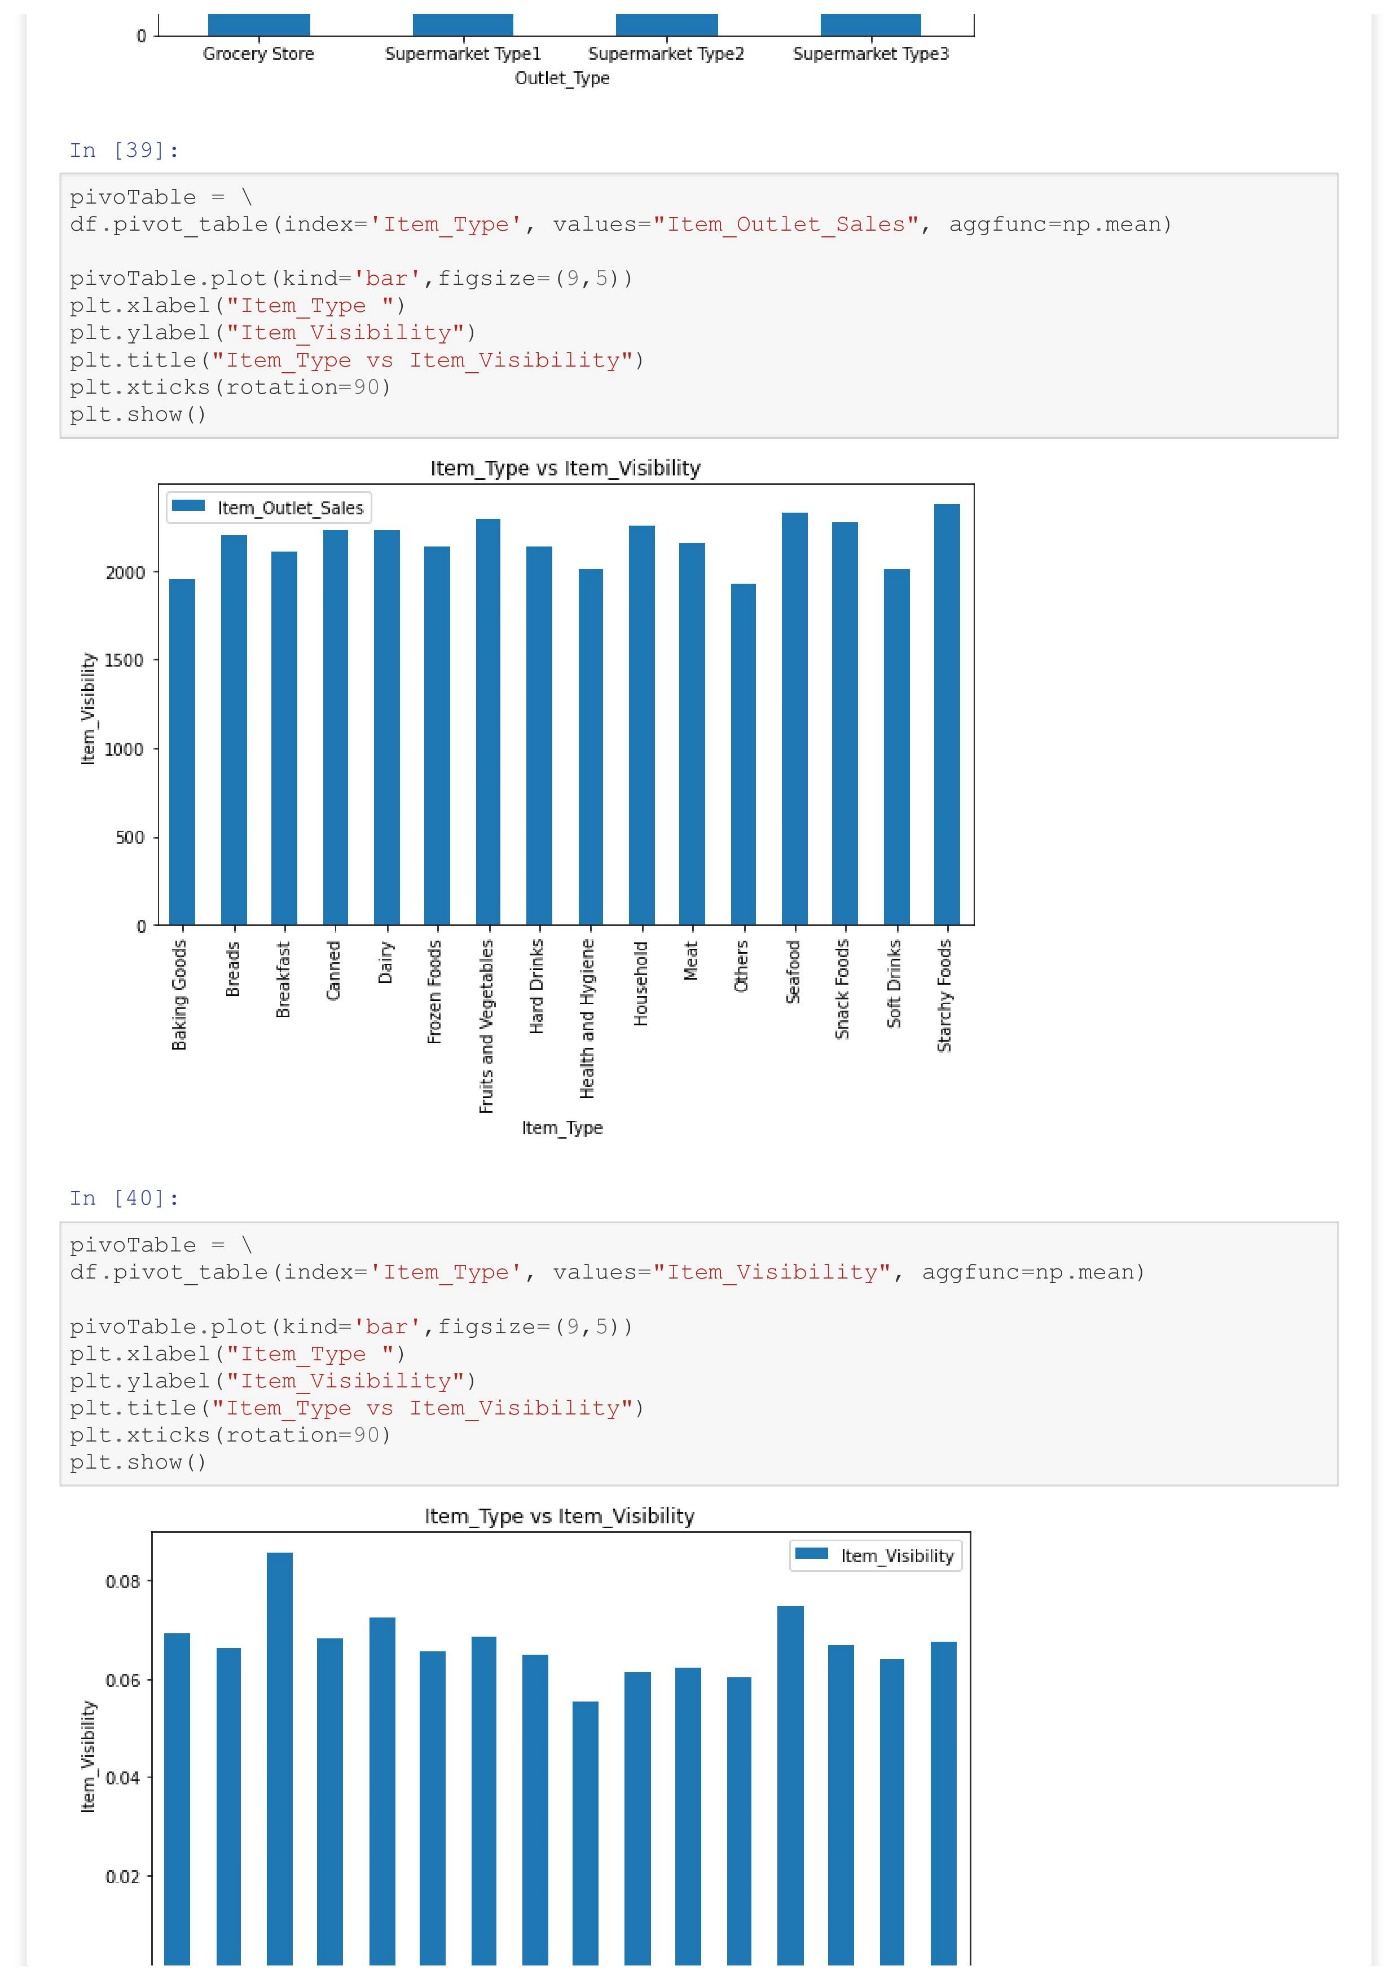 0
Grocery Store Supermarket Type1 Supermarket Type2 Supermarket Type3
Outlet_Type
In [39]:
pivoTable = \
df.pivot_table(index='Item_Type', values="Item_Outlet_Sales", aggfunc=np.mean)
pivoTable.plot(kind='bar',figsize=(9,5))
plt.xlabel("Item_Type ")
plt.ylabel("Item_Visibility")
plt.title("Item_Type vs Item_Visibility")
plt.xticks(rotation=90)
plt.show()
Item_Type vs Item_Visibility
Item_Outlet_Sales
2000
1500
1000
500
0
Item_Visibility
Baking Goods
Breads
Breakfast
Canned
Dairy
Frozen Foods
Fruits and Vegetables
Hard Drinks
Health and Hygiene
Household
Meat
Others
Seafood
Snack Foods
Soft Drinks
Starchy Foods
Item_Type
In [40]:
pivoTable = \
df.pivot_table(index='Item_Type', values="Item_Visibility", aggfunc=np.mean)
pivoTable.plot(kind='bar',figsize=(9,5))
plt.xlabel("Item_Type ")
plt.ylabel("Item_Visibility")
plt.title("Item_Type vs Item_Visibility")
plt.xticks(rotation=90)
plt.show()
Item_Type vs Item_Visibility
Item_Visibility
0.08
0.06
0.04
0.02
Item_Visibility